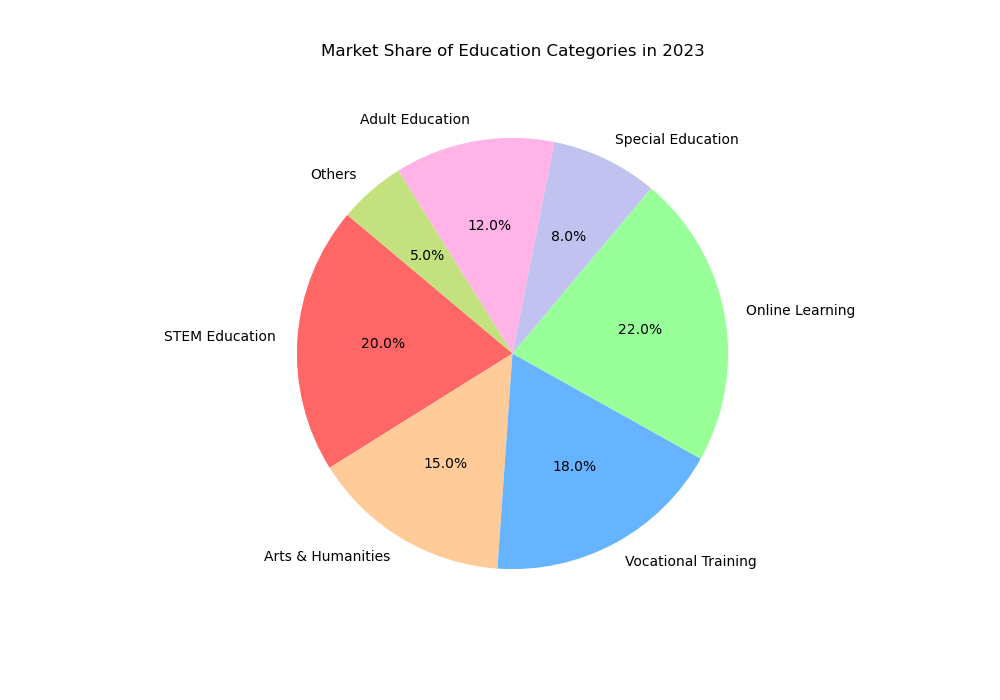 Market Share of Education Categories in 2023
Adult Education
Special Education
Others
12.0%
8.0%
5.0%
Online Learning
22.0%
STEM Education
20.0%
15.0%
18.0%
Arts & Humanities
Vocational Training